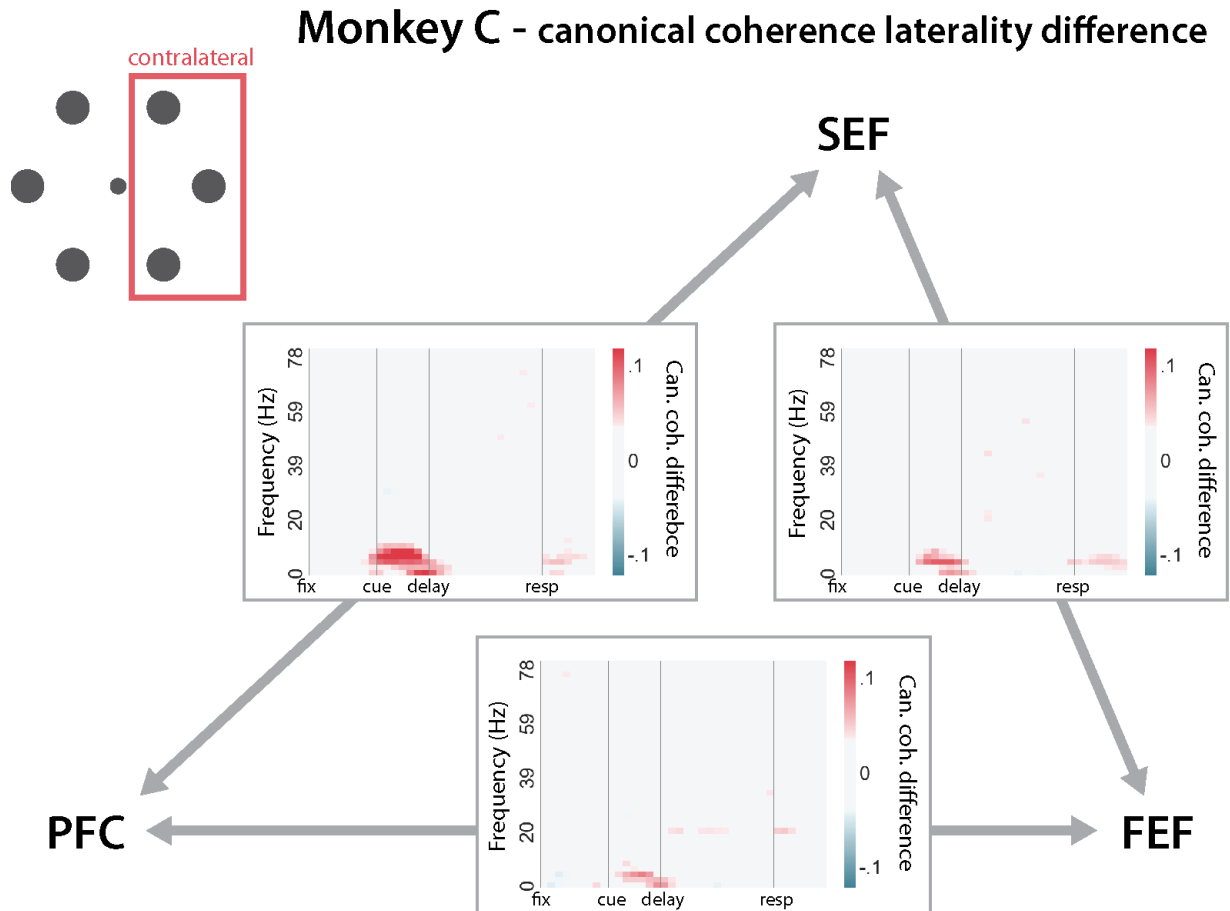 Monkey C - canonical coherence laterality difference
contralateral
SEF
78
59
39
20
0
Frequency (Hz)
fix cue delay resp
.1
0
-.1
Can. coh. differebce
78
59
39
20
0
Frequency (Hz)
fix cue delay resp
.1
0
-.1
Can. coh. difference
78
59
39
20
0
Frequency (Hz)
fix cue delay resp
.1
0
-.1
Can. coh. difference
PFC
FEF